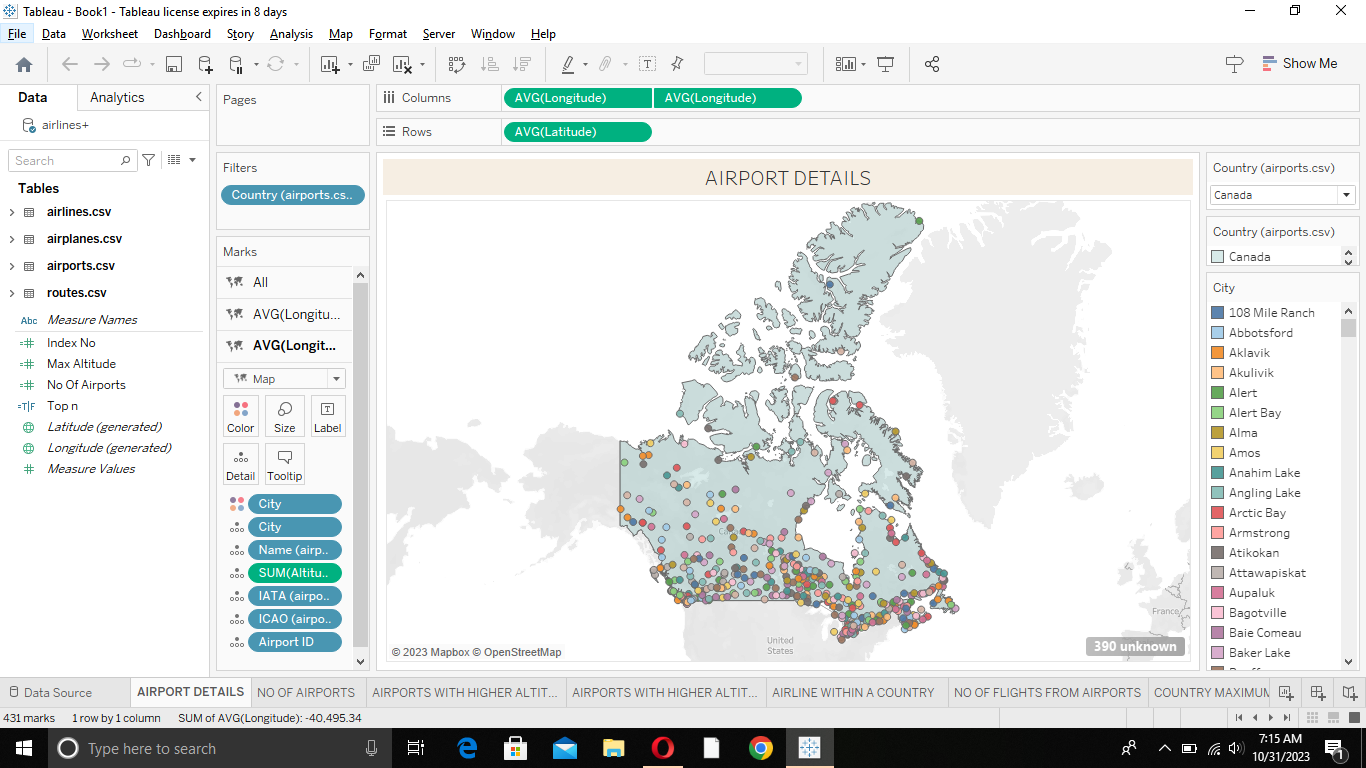 Tableau - Book1 - Tableau license expires in 8 days
File Data Worksheet Dashboard Story Analysis Map Format Server Window Help
Show Me
Data Analytics
airlines+
Search
Tables
airlines.csv
airplanes.csv
airports.csv
routes.csv
Abc Measure Names
Index No
Max Altitude
No Of Airports
=T|F Top n
Latitude (generated)
Longitude (generated)
Measure Values
Pages
Filters
Country (airports.cs..
Marks
All
AVG(Longitu...
AVG(Longit...
Map
Color Size Label
Detail Tooltip
City
City
Name (airp..
SUM(Altitu..
IATA (airpo..
ICAO (airpo..
Airport ID
Columns AVG(Longitude) AVG(Longitude)
Rows AVG(Latitude)
AIRPORT DETAILS
United
States
France
© 2023 Mapbox © OpenStreetMap
390 unknown
Country (airports.csv)
Canada
Country (airports.csv)
Canada
City
108 Mile Ranch
Abbotsford
Aklavik
Akulivik
Alert
Alert Bay
Alma
Amos
Anahim Lake
Angling Lake
Arctic Bay
Armstrong
Atikokan
Attawapiskat
Aupaluk
Bagotville
Baie Comeau
Baker Lake
Data Source AIRPORT DETAILS NO OF AIRPORTS AIRPORTS WITH HIGHER ALTIT... AIRPORTS WITH HIGHER ALTIT... AIRLINE WITHIN A COUNTRY NO OF FLIGHTS FROM AIRPORTS COUNTRY MAXIMUM
431 marks 1 row by 1 column SUM of AVG(Longitude): -40,495.34
Type here to search
7:15 AM
10/31/2023
1